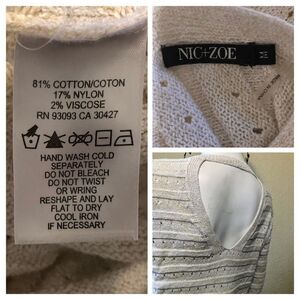 81% COTTON/COTON
17% NYLON
2% VISCOSE
RN 93093 CA 30427
HAND WASH COLD
SEPARATELY
DO NOT BLEACH
DO NOT TWIST
OR WRING
RESHAPE AND LAY
FLAT TO DRY
COOL IRON
IF NECESSARY
NIC+ZOE
M